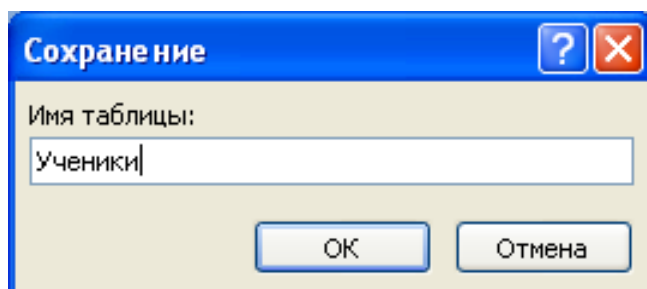 Сохранение
?
Имя таблицы:
Ученики
ОК
Отмена